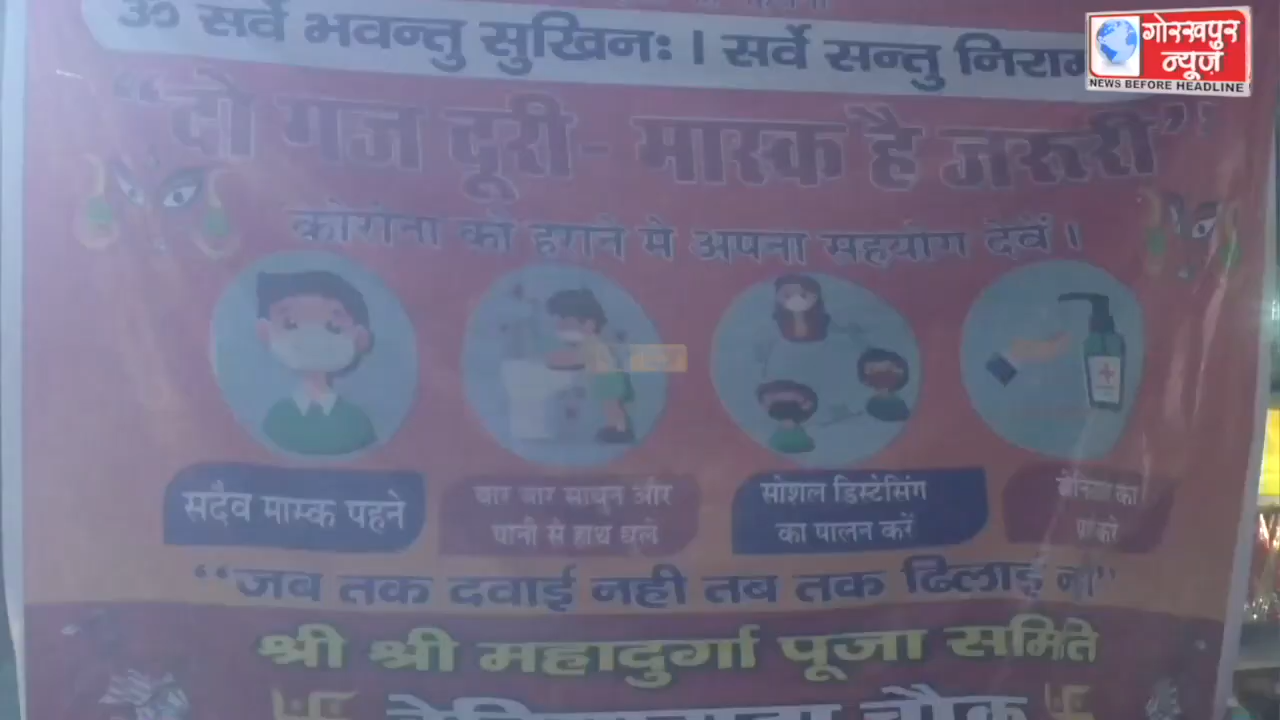 ॐ सर्वे भवन्तु सुखिनः । सर्वे सन्तु
गोरखपुर
न्यूज़
NEWS BEFORE HEADLINE
“दो गज दूरी- मास्क है जरूरी”
कोरोना को हराने मे अपना सहयोग देवें ।
सदैव मास्क पहने
बार बार साबुन और
पानी से हाथ धुले
सोशल डिस्टेसिंग
का पालन करें
का
करे
“जब तक दवाई नही तब तक ढिलाई
श्री श्री महादुर्गा पूजा समिति
चौक